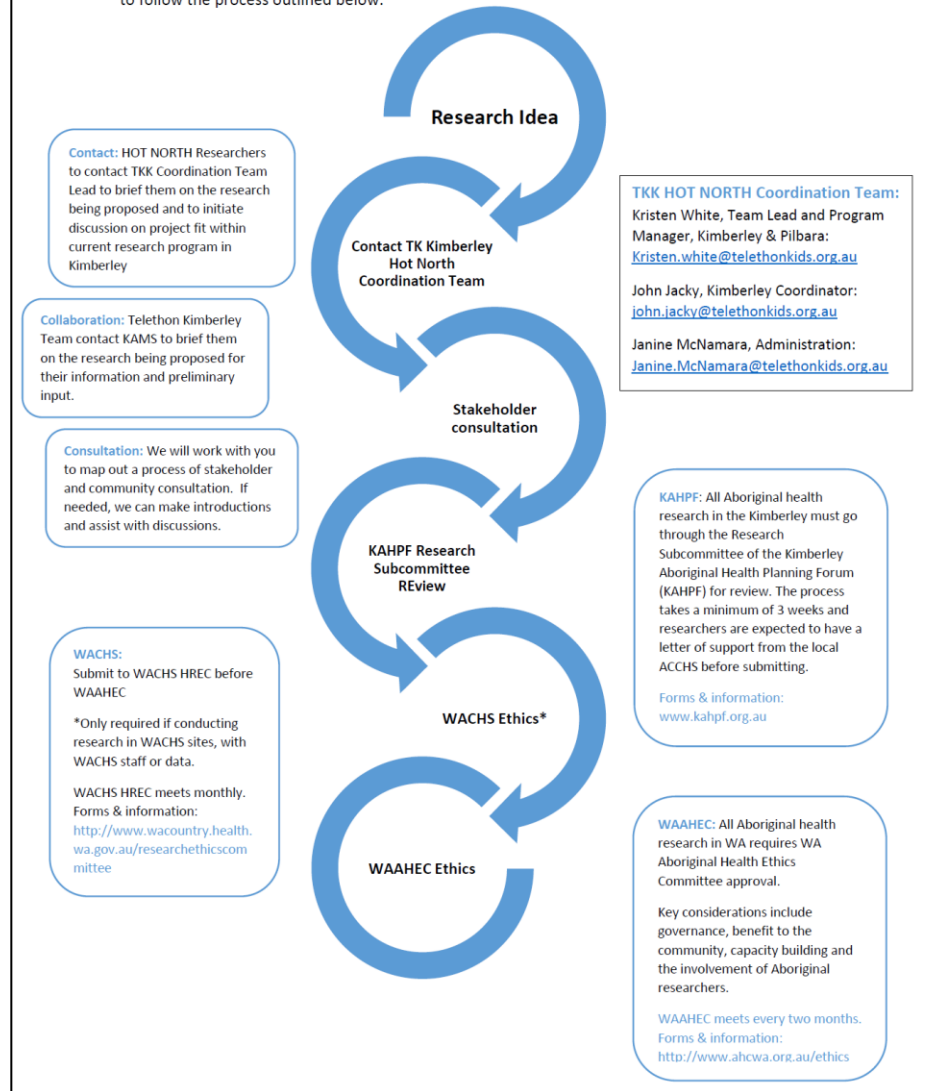 to follow the process outlined below.
Research Idea
Contact: HOT NORTH Researchers
to contact TKK Coordination Team
Lead to brief them on the research
being proposed and to initiate
discussion on project fit within
current research program in
Kimberley
TKK HOT NORTH Coordination Team:
Kristen White, Team Lead and Program
Manager, Kimberley & Pilbara:
Kristen.white@telethonkids.org.au
John Jacky, Kimberley Coordinator:
john.jacky@telethonkids.org.au
Janine McNamara, Administration:
Janine.McNamara@telethonkids.org.au
Contact TK Kimberley
Hot North
Coordination Team
Collaboration: Telethon Kimberley
Team contact KAMS to brief them
on the research being proposed for
their information and preliminary
input.
Stakeholder
consultation
Consultation: We will work with you
to map out a process of stakeholder
and community consultation. If
needed, we can make introductions
and assist with discussions.
KAHPF Research
Subcommittee
REview
KAHPF: All Aboriginal health
research in the Kimberley must go
through the Research
Subcommittee of the Kimberley
Aboriginal Health Planning Forum
(KAHPF) for review. The process
takes a minimum of 3 weeks and
researchers are expected to have a
letter of support from the local
ACCHS before submitting.
Forms & information:
www.kahpf.org.au
WACHS:
Submit to WACHS HREC before
WAAHEC
*Only required if conducting
research in WACHS sites, with
WACHS staff or data.
WACHS HREC meets monthly.
Forms & information:
http://www.wacountry.health.
wa.gov.au/researchethicscom
mittee
WACHS Ethics*
WAAHEC Ethics
WAAHEC: All Aboriginal health
research in WA requires WA
Aboriginal Health Ethics
Committee approval.
Key considerations include
governance, benefit to the
community, capacity building and
the involvement of Aboriginal
researchers.
WAAHEC meets every two months.
Forms & information:
http://www.ahcwa.org.au/ethics